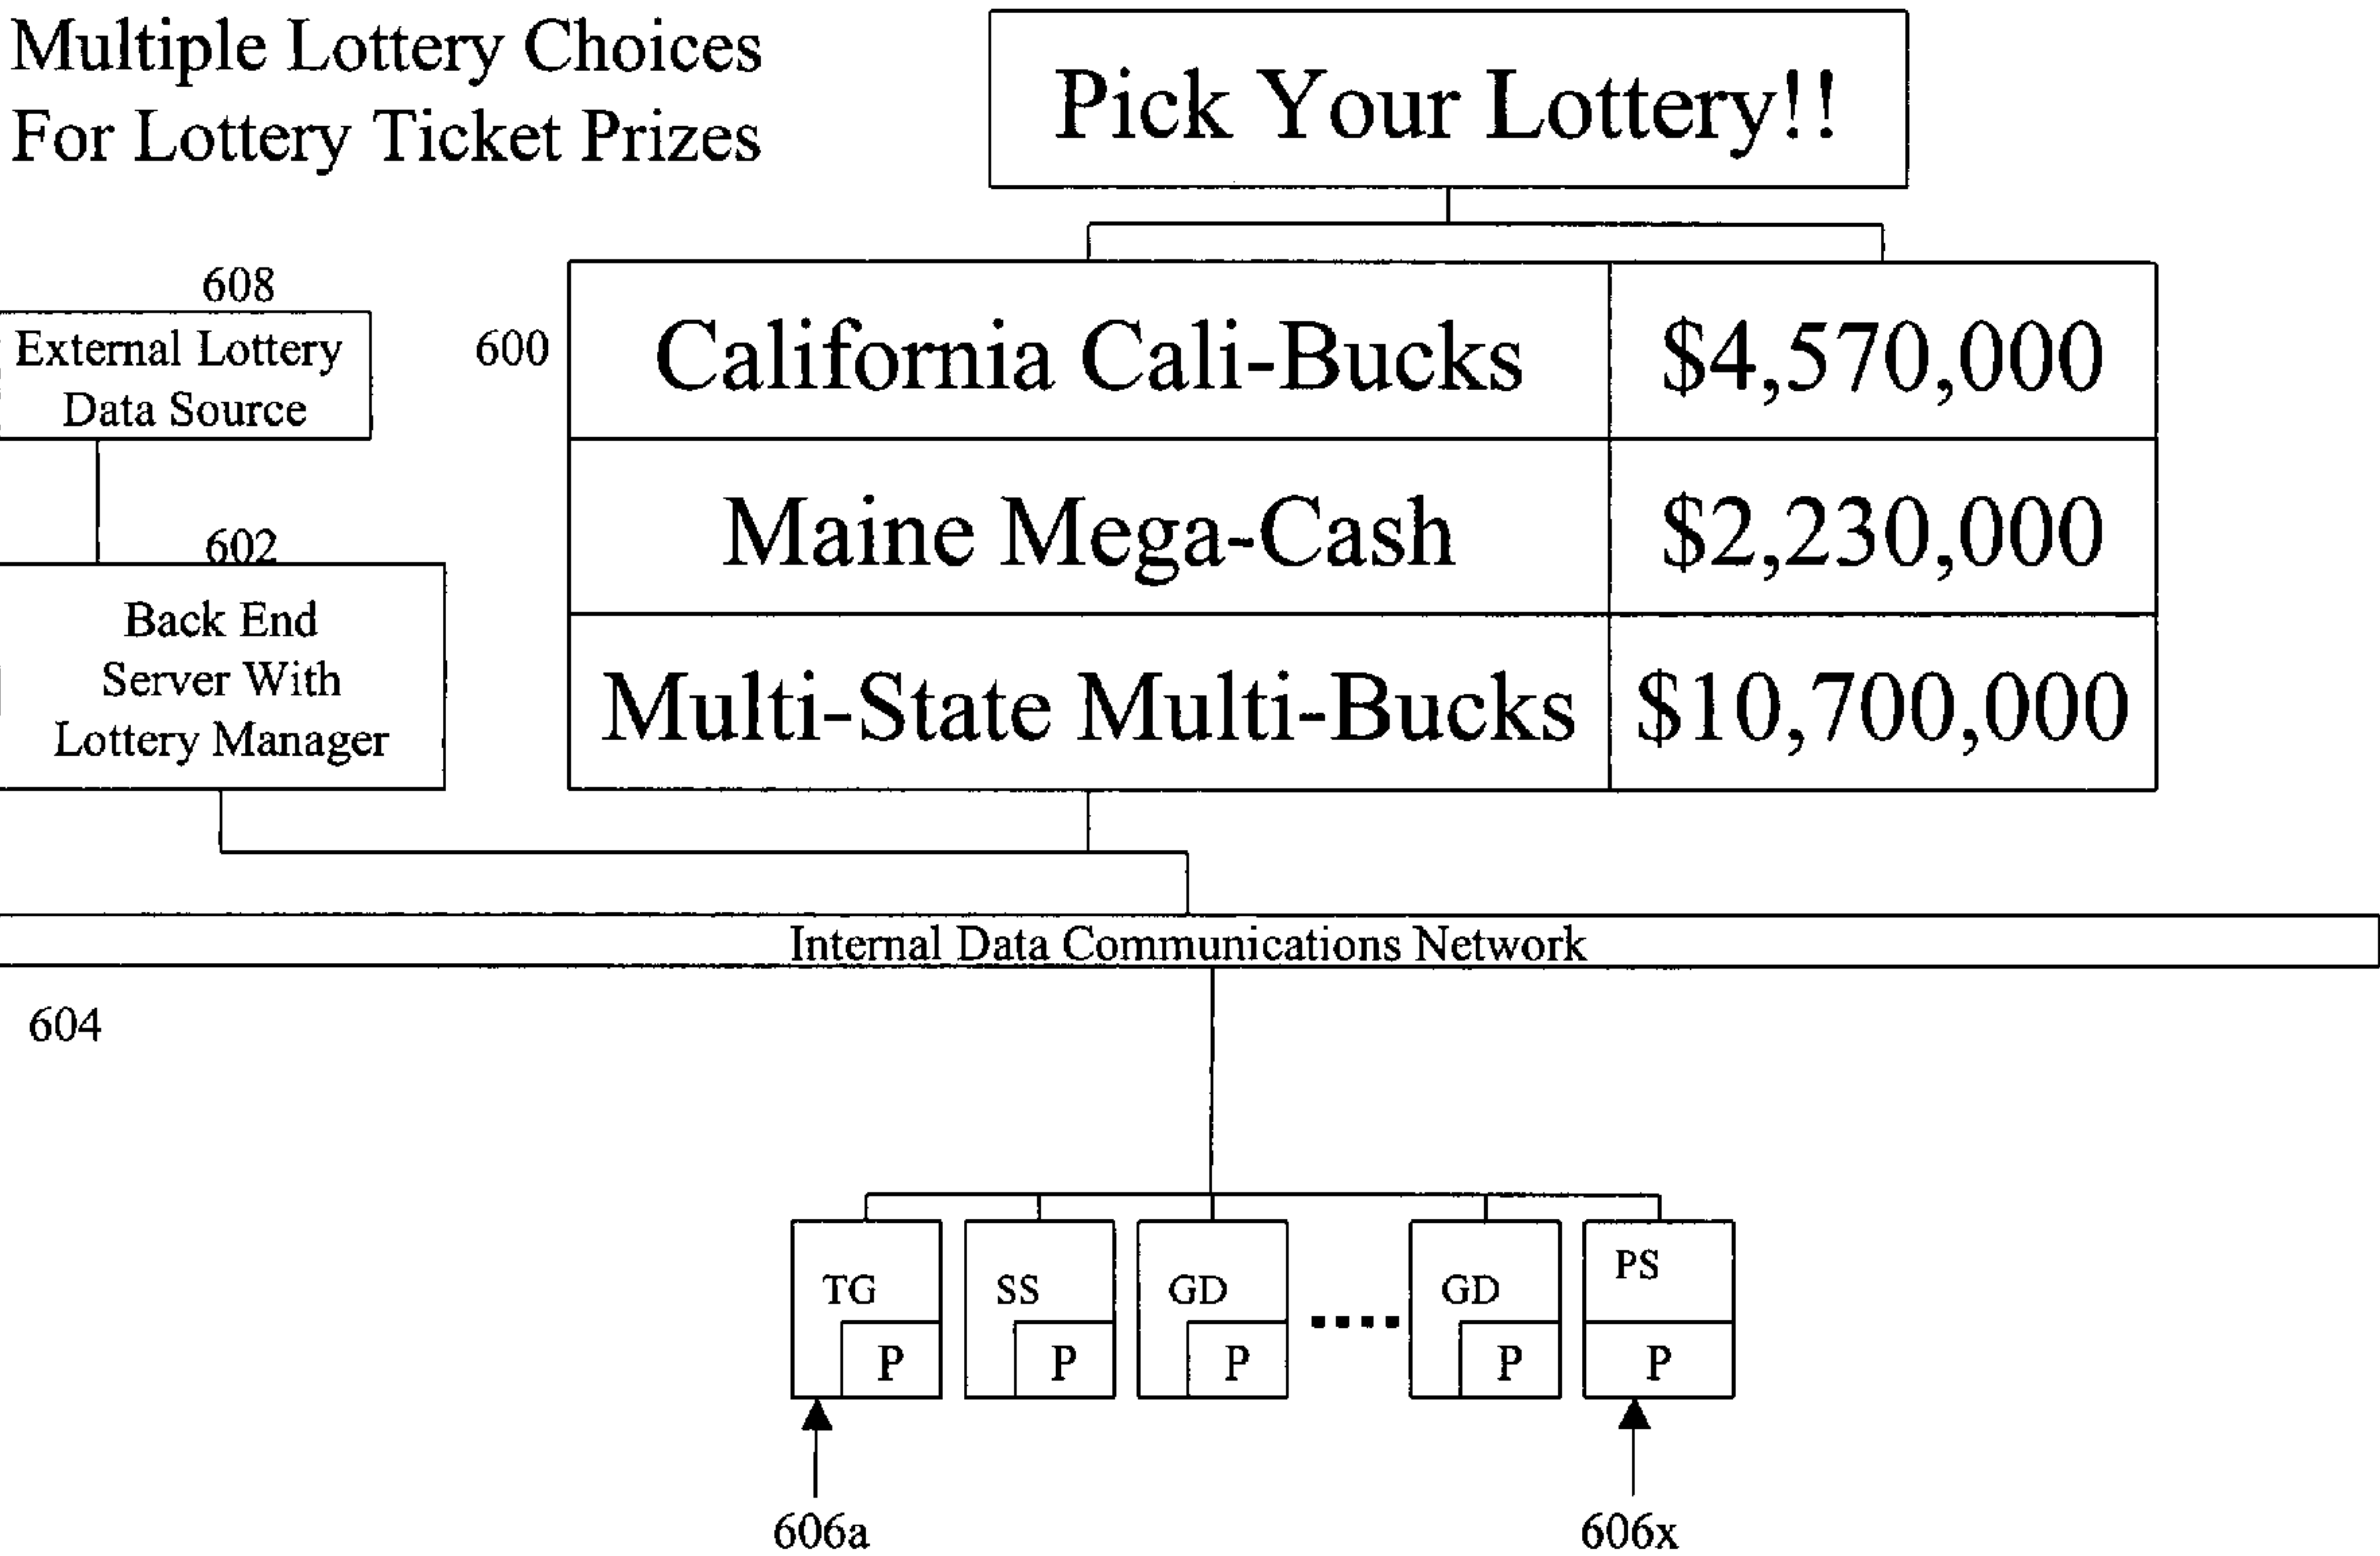 Multiple Lottery Choices
For Lottery Ticket Prizes
Pick Your Lottery!!
608
External Lottery
Data Source
600
California Cali-Bucks $4,570,000
Maine Mega-Cash $2,230,000
Multi-State Multi-Bucks $10,700,000
602
Back End
Server With
Lottery Manager
Internal Data Communications Network
604
TG SS GD GD PS
P P P P P
606a 606x